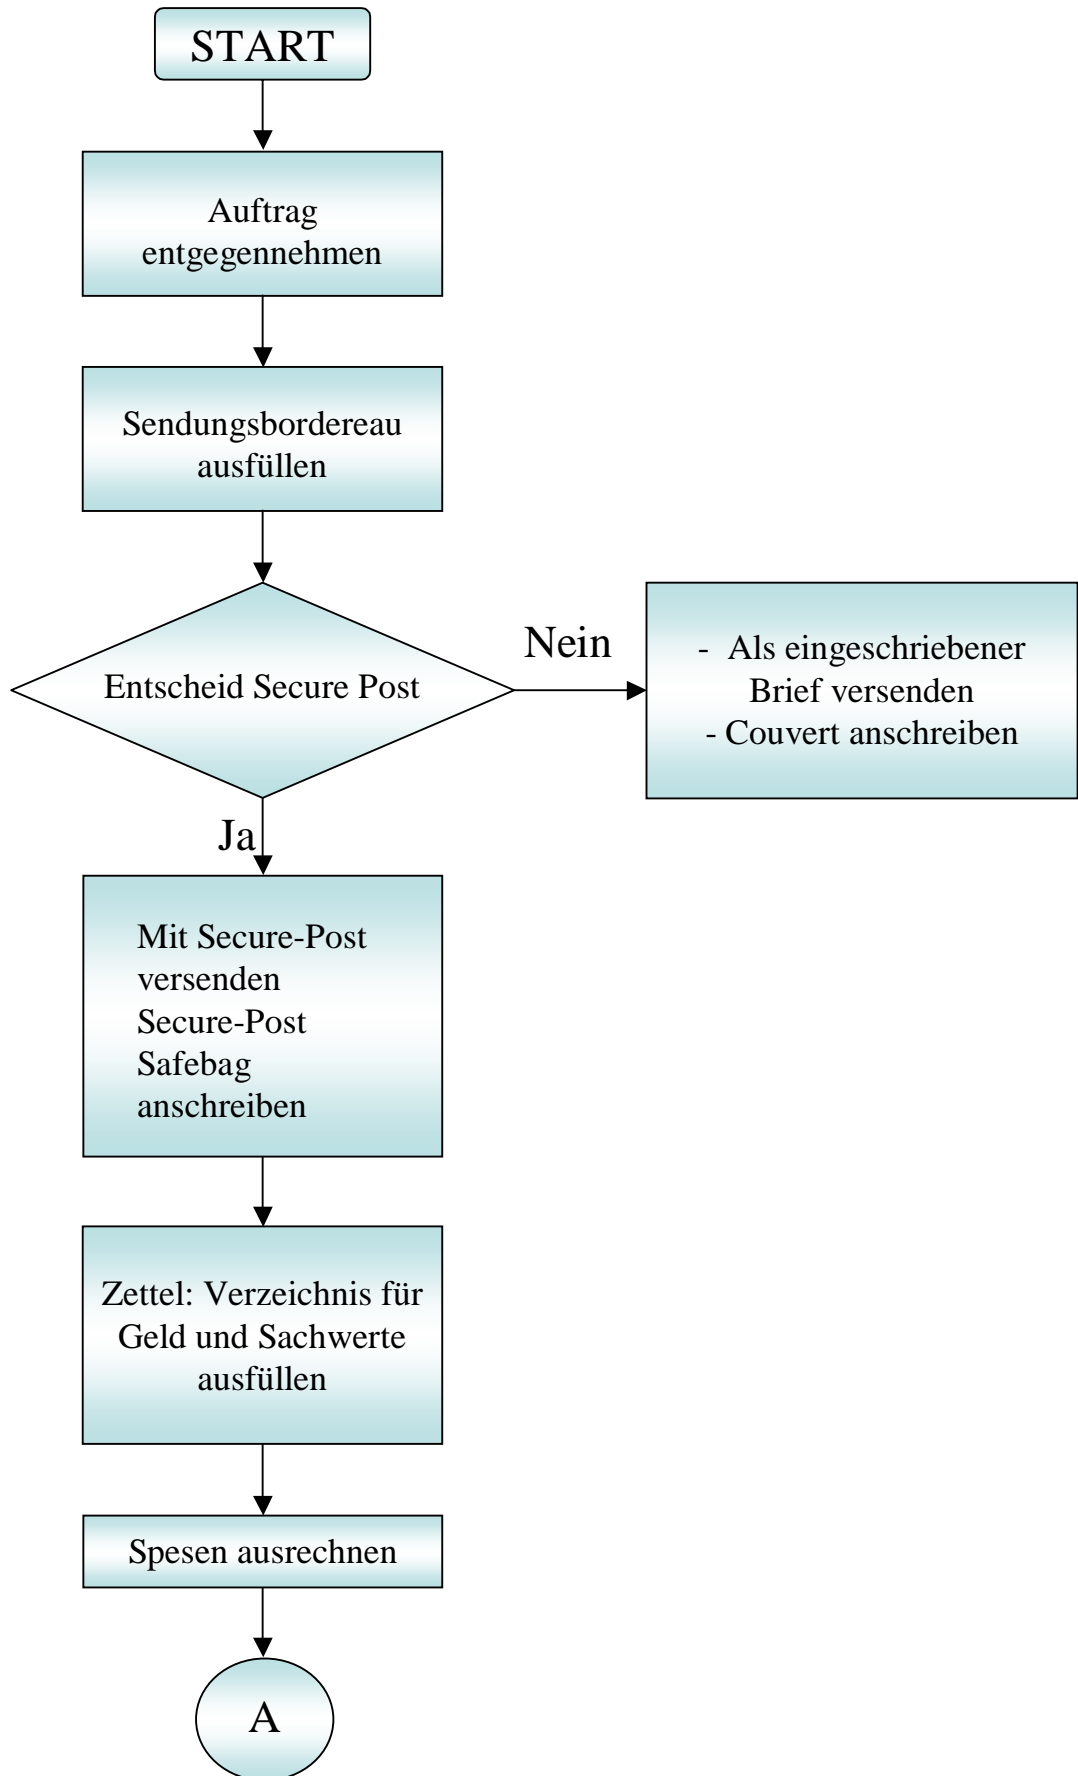 START
Auftrag
entgegennehmen
Sendungsbordereau
ausfüllen
Entscheid Secure Post
Nein
- Als eingeschriebener
Brief versenden
- Couvert anschreiben
Ja
Mit Secure-Post
versenden
Secure-Post
Safebag
anschreiben
Zettel: Verzeichnis für
Geld und Sachwerte
ausfüllen
Spesen ausrechnen
A